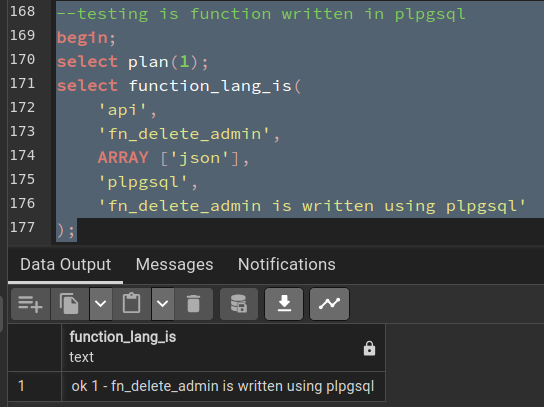 168 --testing is function written in plpgsql
169 begin;
170 select plan(1);
171 select function_lang_is(
172 'api',
173 'fn_delete_admin',
174 ARRAY ['json'],
175 'plpgsql',
176 'fn_delete_admin is written using plpgsql'
177 );
Data Output Messages Notifications
function_lang_is
text
1 ok 1 - fn_delete_admin is written using plpgsql